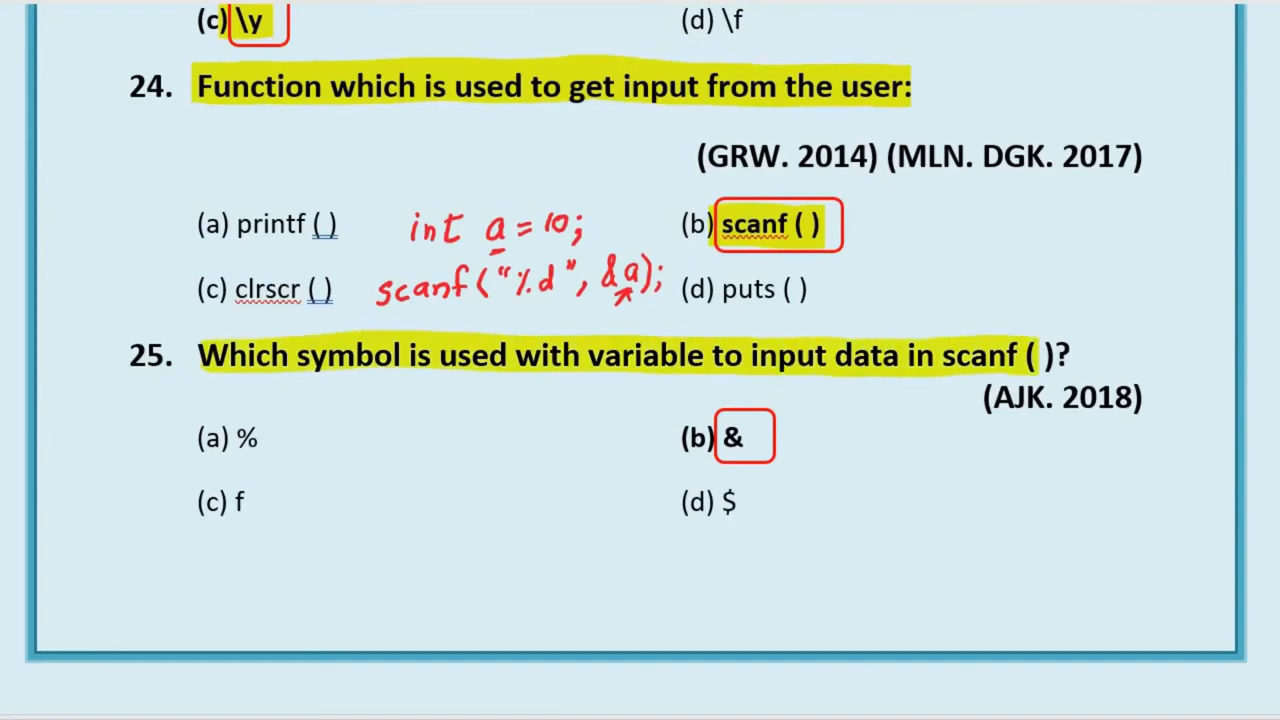 (c) \y (d) \f
24. Function which is used to get input from the user:
(GRW. 2014) (MLN. DGK. 2017)
(a) printf ( ) int a = 10; (b) scanf ( )
(c) clrscr ( ) scanf ("%d", &a); (d) puts ( )
25. Which symbol is used with variable to input data in scanf ( )?
(AJK. 2018)
(a) % (b) &
(c) f (d) $